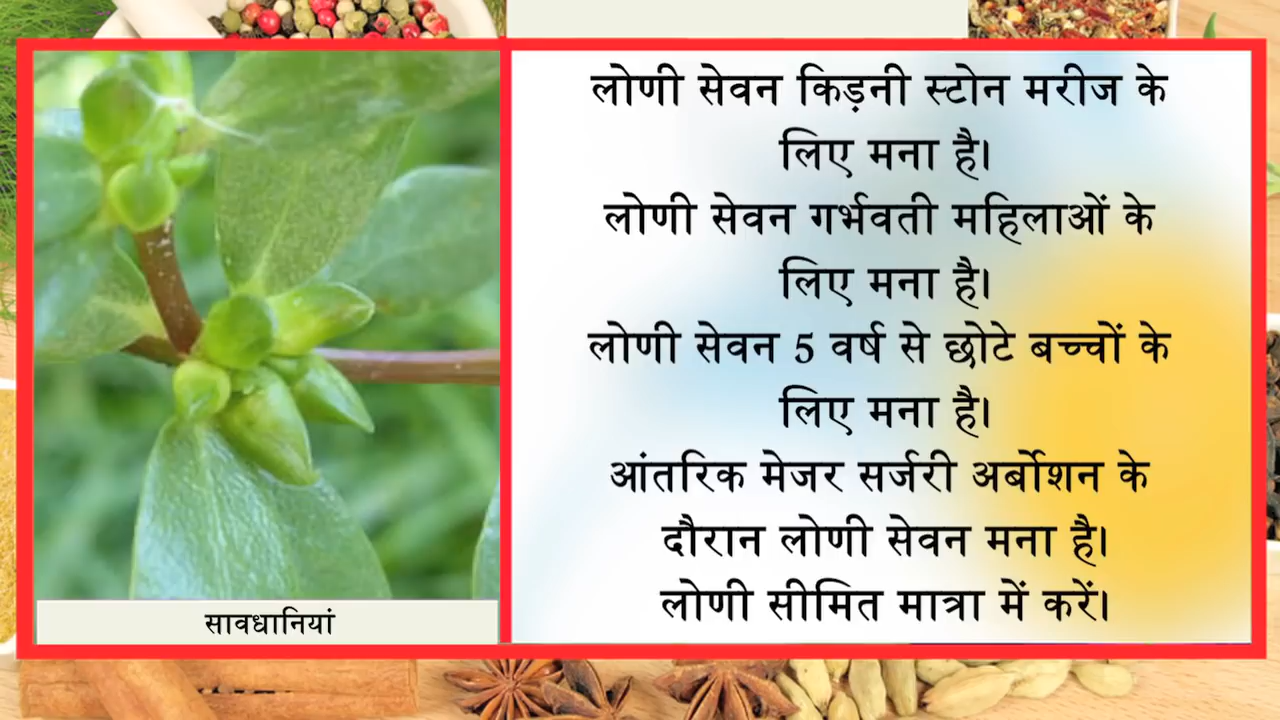 लोणी सेवन किड़नी स्टोन मरीज के
लिए मना है।
लोणी सेवन गर्भवती महिलाओं के
लिए मना है।
लोणी सेवन 5 वर्ष से छोटे बच्चों के
लिए मना है।
आंतरिक मेजर सर्जरी अर्बोशन के
दौरान लोणी सेवन मना है।
लोणी सीमित मात्रा में करें।
सावधानियां